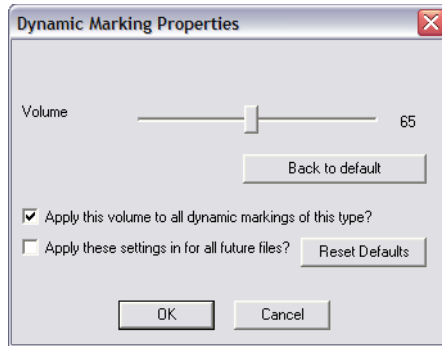 Dynamic Marking Properties
Volume
65
Back to default
Apply this volume to all dynamic markings of this type?
Apply these settings in for all future files?
Reset Defaults
OK
Cancel